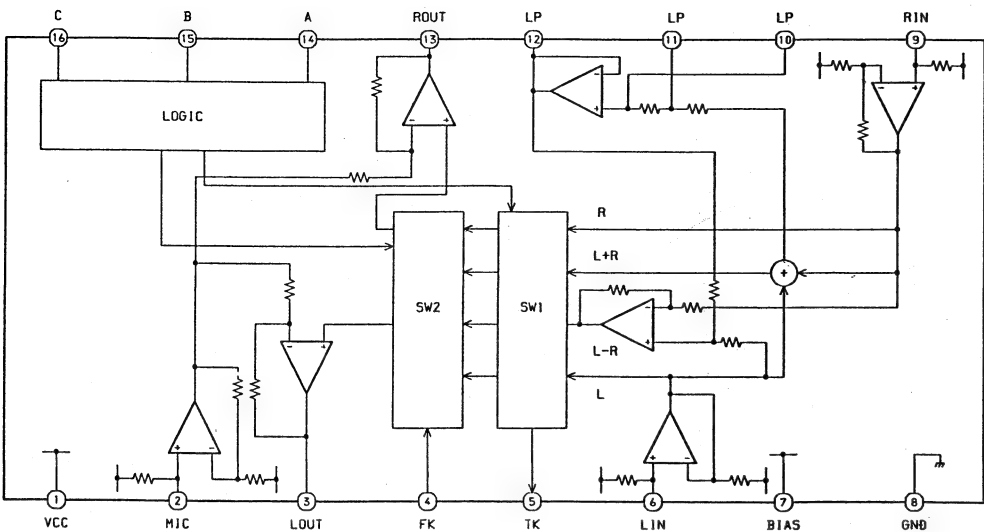 C B A ROUT LP LP LP RIN
16 15 14 13 12 11 10 9
LOGIC
- +
-
+
- +
R
L+R
+
SW2
SW1
-
+
L-R
- +
L
+ -
+ -
1 2 3 4 5 6 7 8
VCC MIC LOUT FK TK LIN BIAS GND